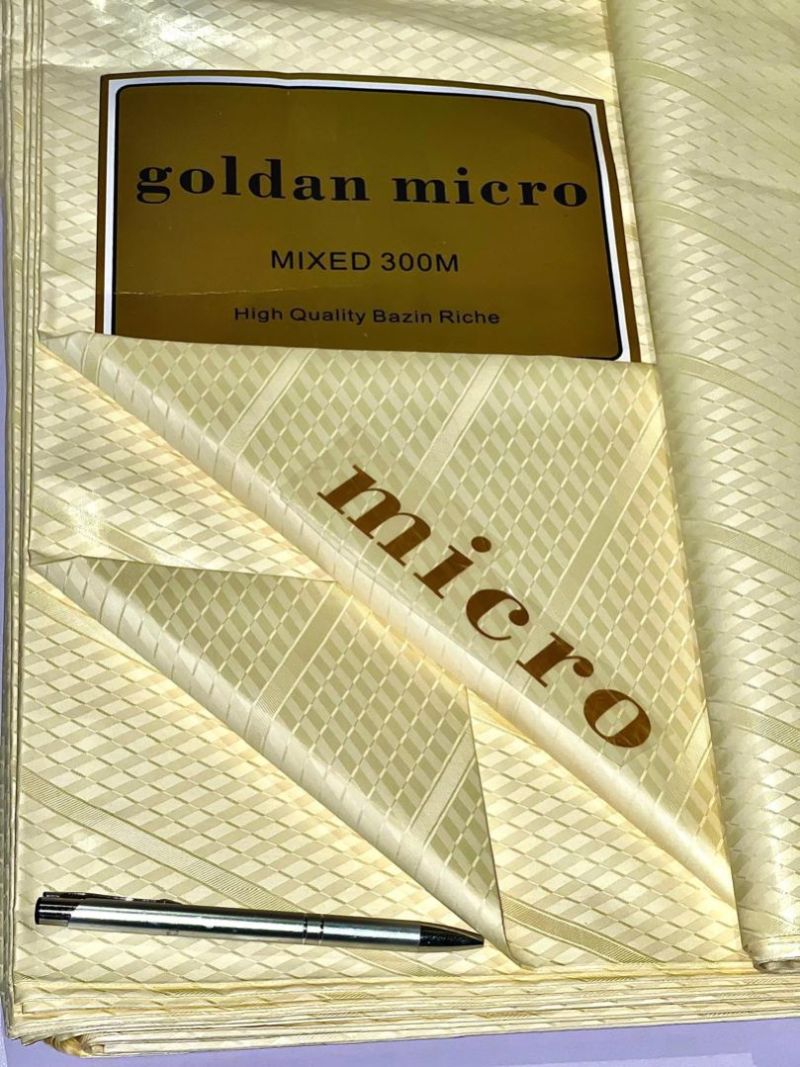 goldan micro
MIXED 300M
High Quality Bazin Riche
micro